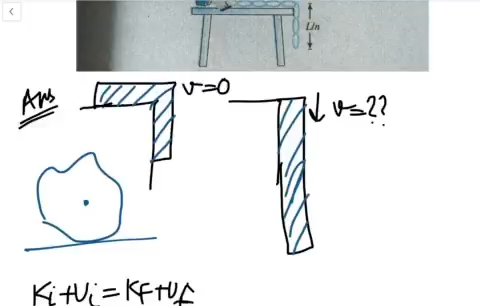 L/n
Ans
v=0
v=??
Ki+Ui=Kf+Uf